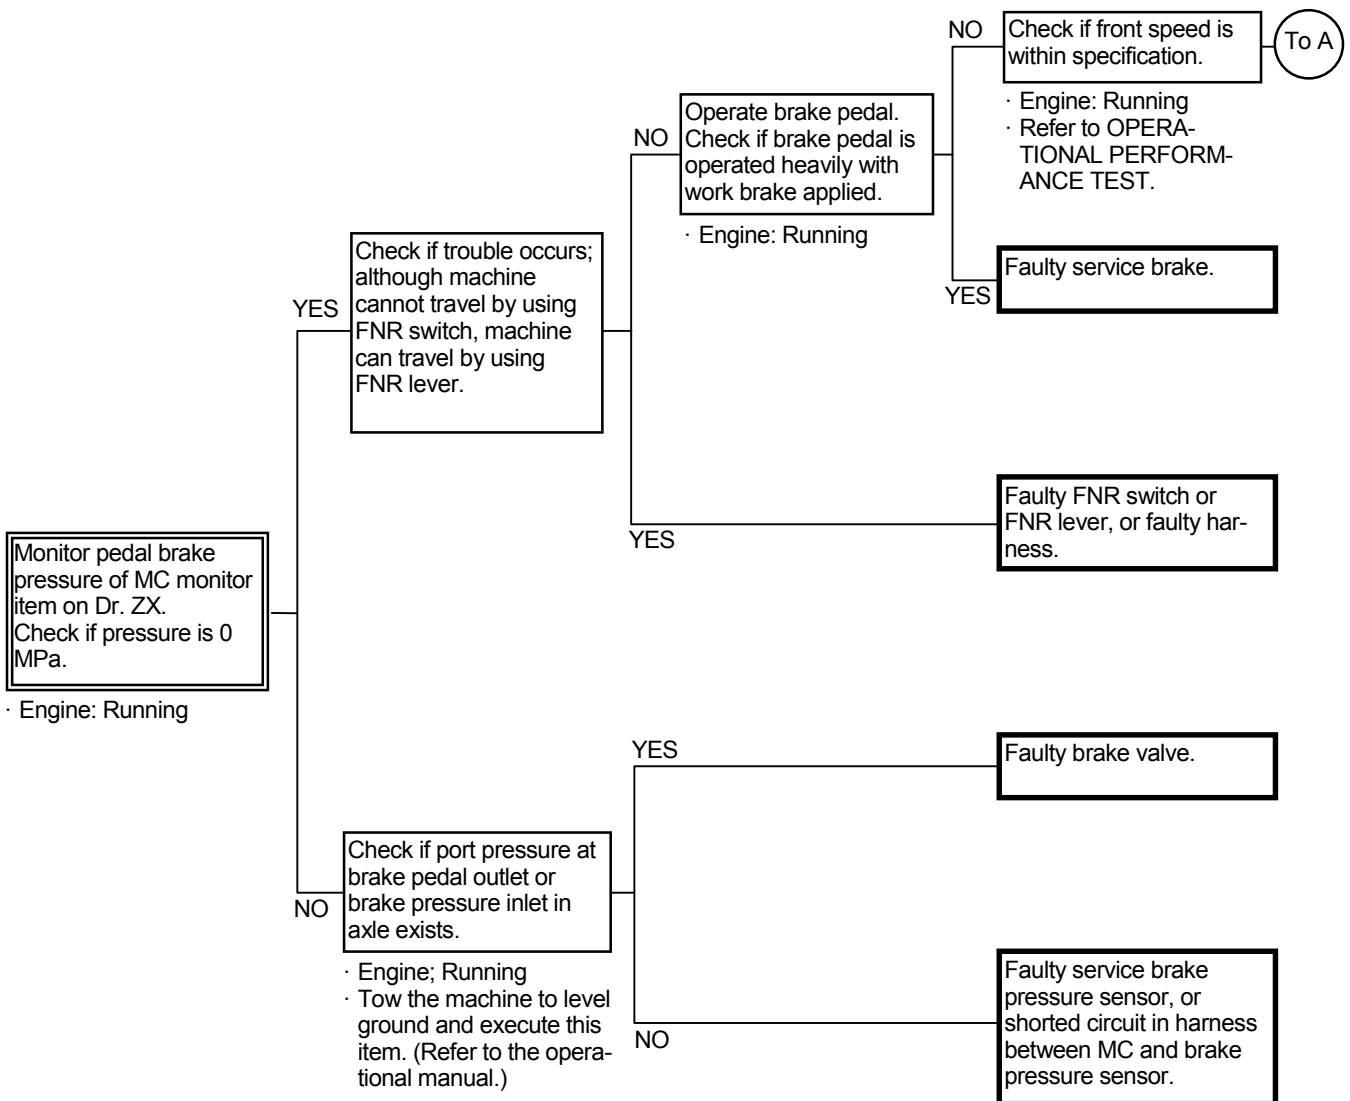 NO
Check if front speed is
within specification.
To A
· Engine: Running
· Refer to OPERA-
TIONAL PERFORM-
ANCE TEST.
NO
Operate brake pedal.
Check if brake pedal is
operated heavily with
work brake applied.
· Engine: Running
YES
Faulty service brake.
YES
Check if trouble occurs;
although machine
cannot travel by using
FNR switch, machine
can travel by using
FNR lever.
YES
Faulty FNR switch or
FNR lever, or faulty har-
ness.
Monitor pedal brake
pressure of MC monitor
item on Dr. ZX.
Check if pressure is 0
MPa.
· Engine: Running
YES
Faulty brake valve.
NO
Check if port pressure at
brake pedal outlet or
brake pressure inlet in
axle exists.
· Engine; Running
· Tow the machine to level
ground and execute this
item. (Refer to the opera-
tional manual.)
NO
Faulty service brake
pressure sensor, or
shorted circuit in harness
between MC and brake
pressure sensor.